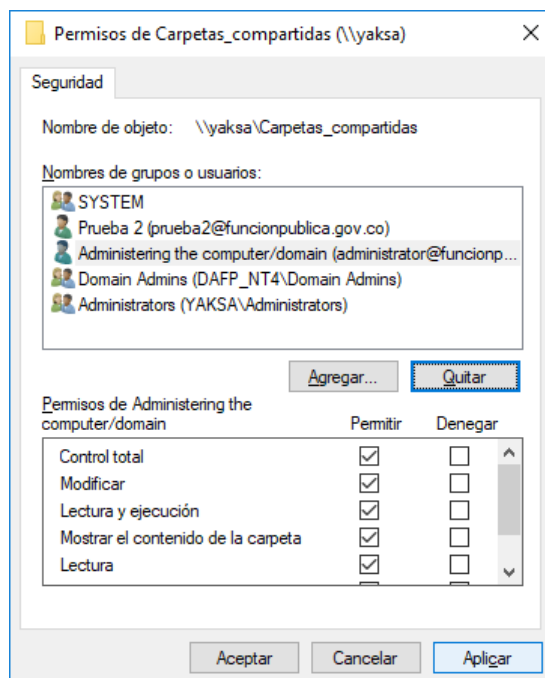 Permisos de Carpetas_compartidas (\\yaksa)
Seguridad
Nombre de objeto: \\yaksa\Carpetas_compartidas
Nombres de grupos o usuarios:
SYSTEM
Prueba 2 (prueba2@funcionpublica.gov.co)
Administering the computer/domain (administrator@funcionp...
Domain Admins (DAFP_NT4\Domain Admins)
Administrators (YAKSA\Administrators)
Agregar... Quitar
Permisos de Administering the
computer/domain Permitir Denegar
Control total
Modificar
Lectura y ejecución
Mostrar el contenido de la carpeta
Lectura
Aceptar Cancelar Aplicar